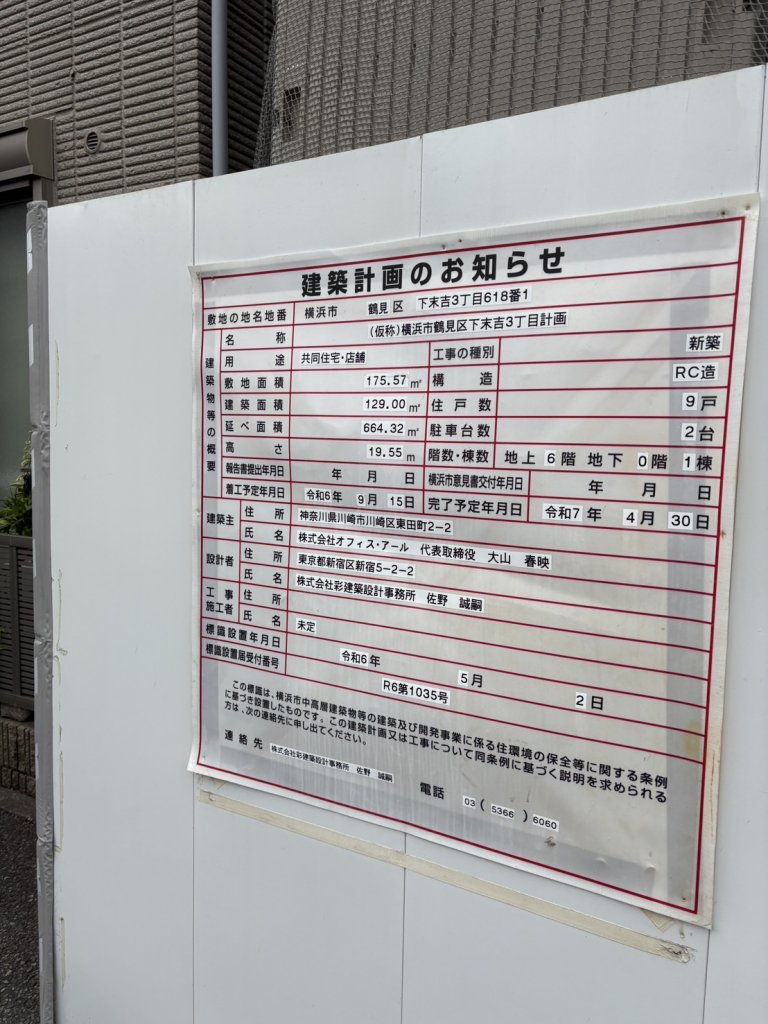 建築計画のお知らせ
敷地の地名地番 横浜市 鶴見区 下末吉3丁目618番1
建築物等の概要
名称 (仮称)横浜市鶴見区下末吉3丁目計画
用途 共同住宅・店舗 工事の種別 新築
敷地面積 175.57㎡ 構造 RC造
建築面積 129.00㎡ 住戸数 9戸
延べ面積 664.32㎡ 駐車台数 2台
高さ 19.55m 階数・棟数 地上6階地下0階1棟
報告書提出年月日 年 月 日 横浜市意見書交付年月日 年 月 日
着工予定年月日 令和6年 9月 15日 完了予定年月日 令和7年 4月 30日
建築主 住所 神奈川県川崎市川崎区東田町2-2
氏名 株式会社オフィス・アール 代表取締役 大山 春映
設計者 住所 東京都新宿区新宿5-2-2
氏名 株式会社彩建築設計事務所 佐野 誠嗣
工事施工者 住所
氏名 未定
標識設置年月日 令和6年 5月 2日
標識設置届受付番号 R6第1035号
この標識は、横浜市中高層建築物等の建築及び開発事業に係る住環境の保全等に関する条例
に基づき設置したものです。この建築計画又は工事について同条例に基づく説明を求められる
方は、次の連絡先に申し出てください。
連絡先 株式会社彩建築設計事務所 佐野 誠嗣
電話 03(5366)6060